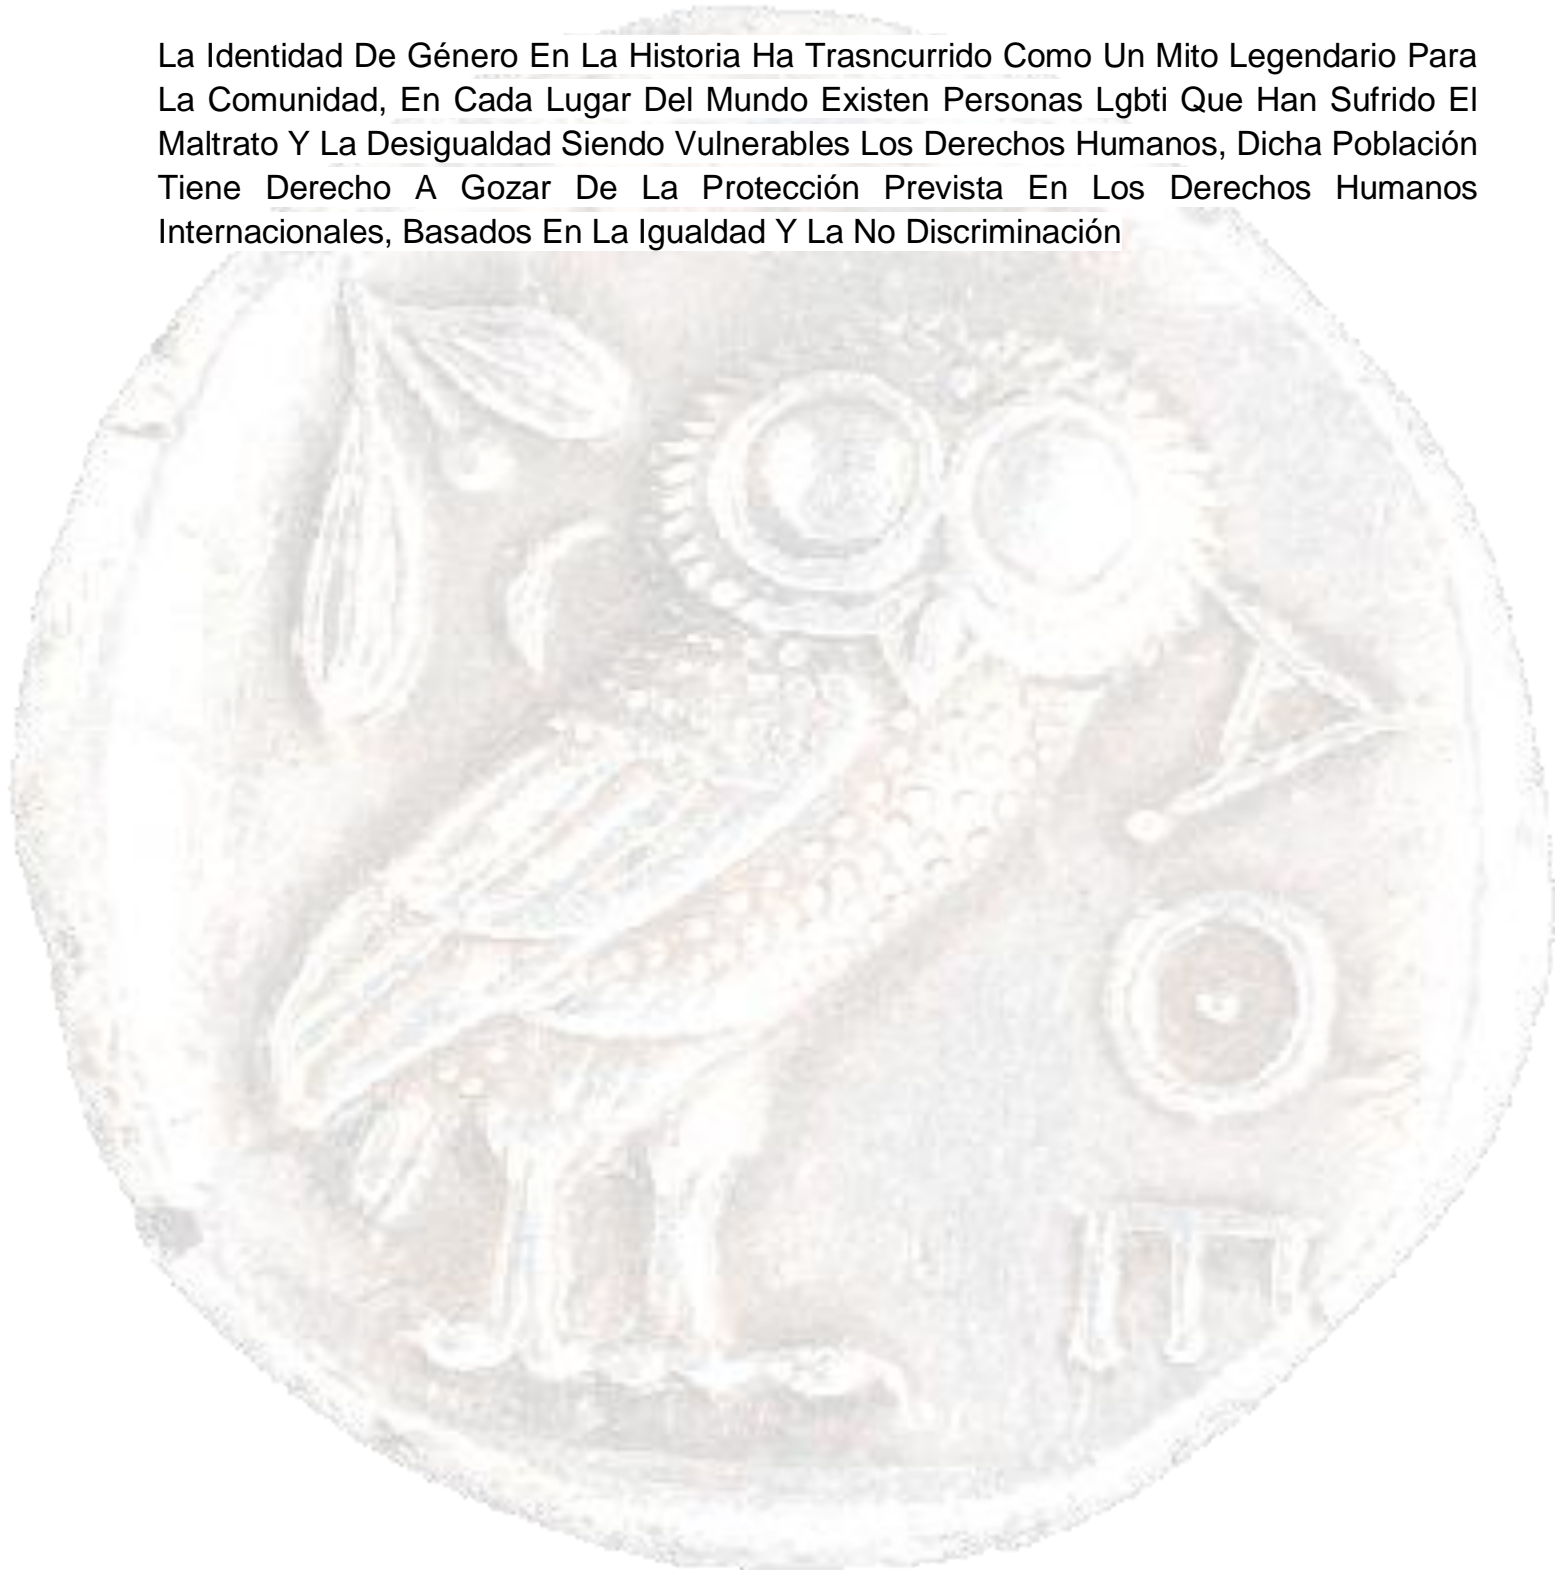 La Identidad De Género En La Historia Ha Trasncurrido Como Un Mito Legendario Para
La Comunidad, En Cada Lugar Del Mundo Existen Personas Lgbti Que Han Sufrido El
Maltrato Y La Desigualdad Siendo Vulnerables Los Derechos Humanos, Dicha Población
Tiene Derecho A Gozar De La Protección Prevista En Los Derechos Humanos
Internacionales, Basados En La Igualdad Y La No Discriminación